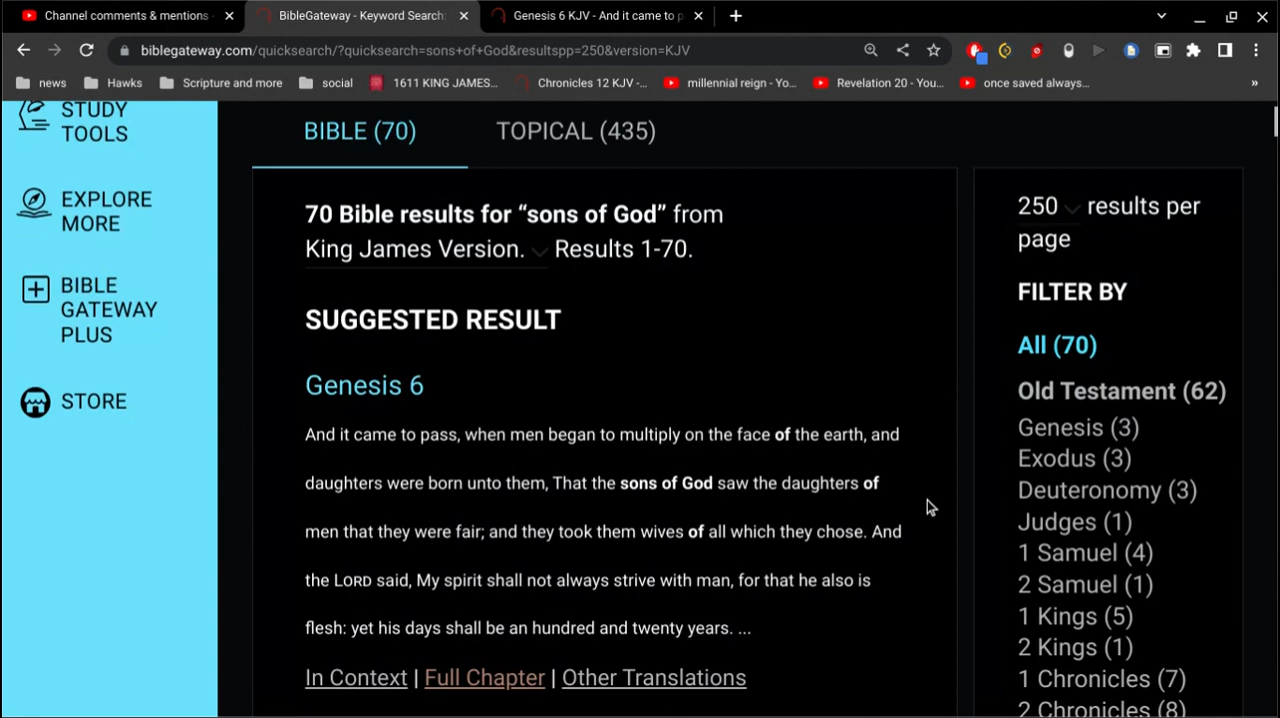 Channel comments & mentions -
BibleGateway - Keyword Search:
Genesis 6 KJV - And it came to p
biblegateway.com/quicksearch/?quicksearch=sons+of+God&resultspp=250&version=KJV
news
Hawks
Scripture and more
social
1611 KING JAMES...
Chronicles 12 KJV -...
millennial reign - Yo...
Revelation 20 - You...
once saved always...
»
STUDY
TOOLS
EXPLORE
MORE
BIBLE
GATEWAY
PLUS
STORE
BIBLE (70)
TOPICAL (435)
70 Bible results for “sons of God” from
King James Version. Results 1-70.
SUGGESTED RESULT
Genesis 6
And it came to pass, when men began to multiply on the face of the earth, and
daughters were born unto them, That the sons of God saw the daughters of
men that they were fair; and they took them wives of all which they chose. And
the LORD said, My spirit shall not always strive with man, for that he also is
flesh: yet his days shall be an hundred and twenty years. ...
In Context | Full Chapter | Other Translations
250 results per
page
FILTER BY
All (70)
Old Testament (62)
Genesis (3)
Exodus (3)
Deuteronomy (3)
Judges (1)
1 Samuel (4)
2 Samuel (1)
1 Kings (5)
2 Kings (1)
1 Chronicles (7)
2 Chronicles (8)